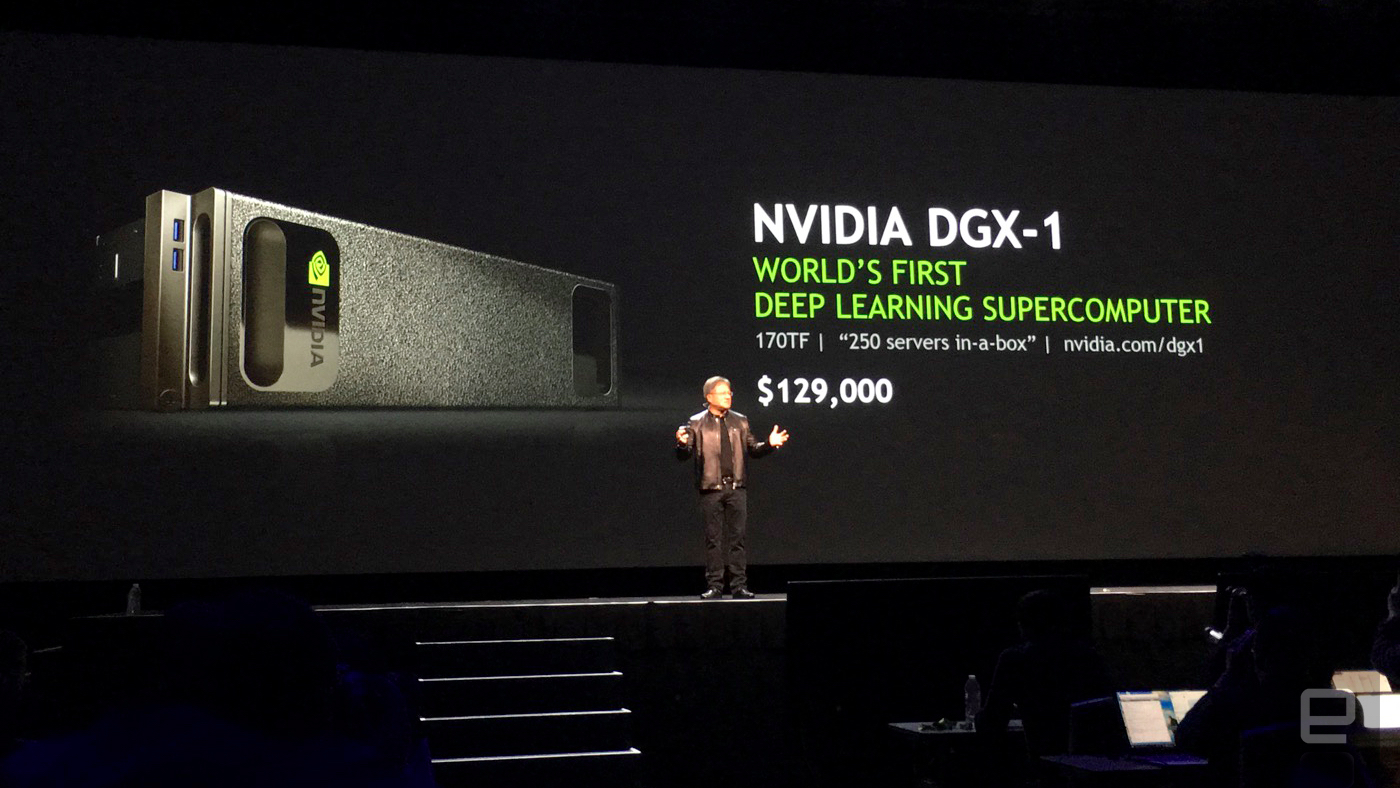 nVIDIA
NVIDIA DGX-1
WORLD'S FIRST
DEEP LEARNING SUPERCOMPUTER
170TF | “250 servers in-a-box” | nvidia.com/dgx1
$129,000
e